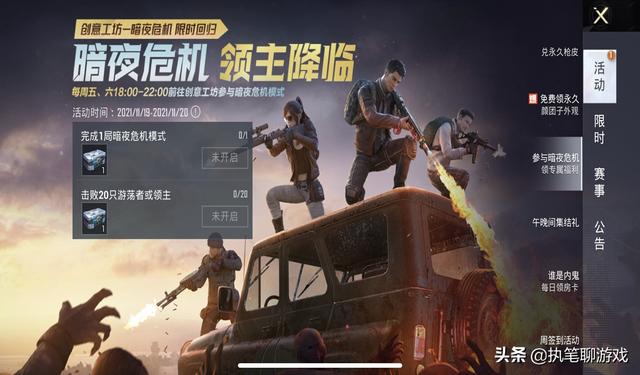 创意工坊—暗夜危机 限时回归
暗夜危机 领主降临
每周五、六18:00-22:00前往创意工坊参与暗夜危机模式
活动时间：2021/11/19-2021/11/20
完成1局暗夜危机模式
0/1
1
未开启
击败20只游荡者或领主
0/20
1
未开启
兑永久枪皮
免费领永久
颜团子外观
参与暗夜危机
领专属福利
午晚间集结礼
谁是内鬼
每日领房卡
周签到活动
X
活动
限时
赛事
公告
头条 @执笔聊游戏